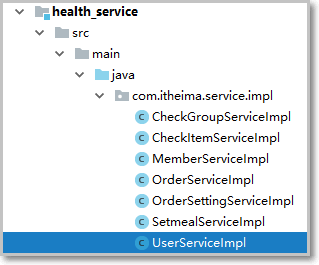 health_service
src
main
java
com.itheima.service.impl
CheckGroupServiceImpl
CheckItemServiceImpl
MemberServiceImpl
OrderServiceImpl
OrderSettingServiceImpl
SetmealServiceImpl
UserServiceImpl